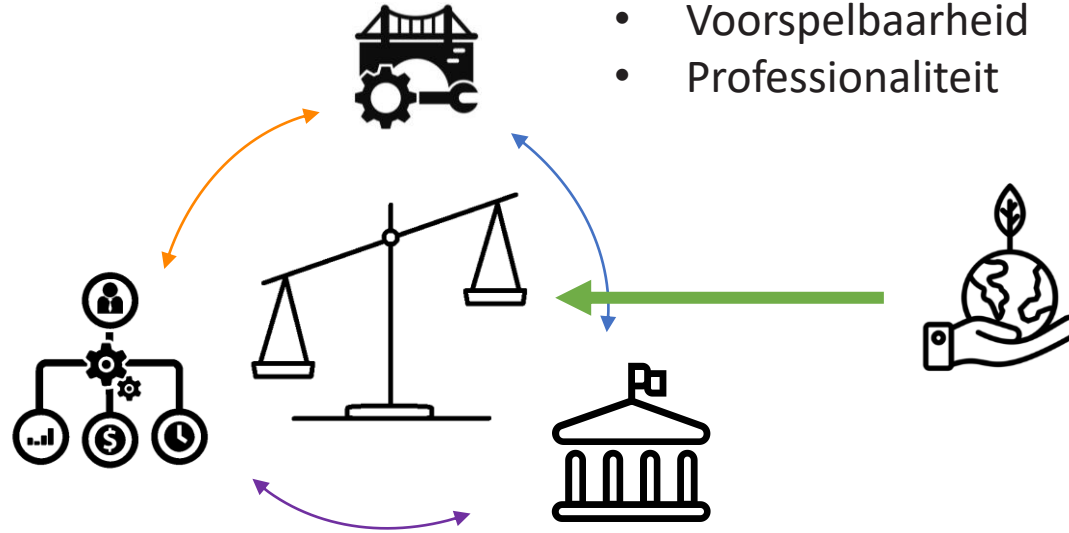 • Voorspelbaarheid
• Professionaliteit
$